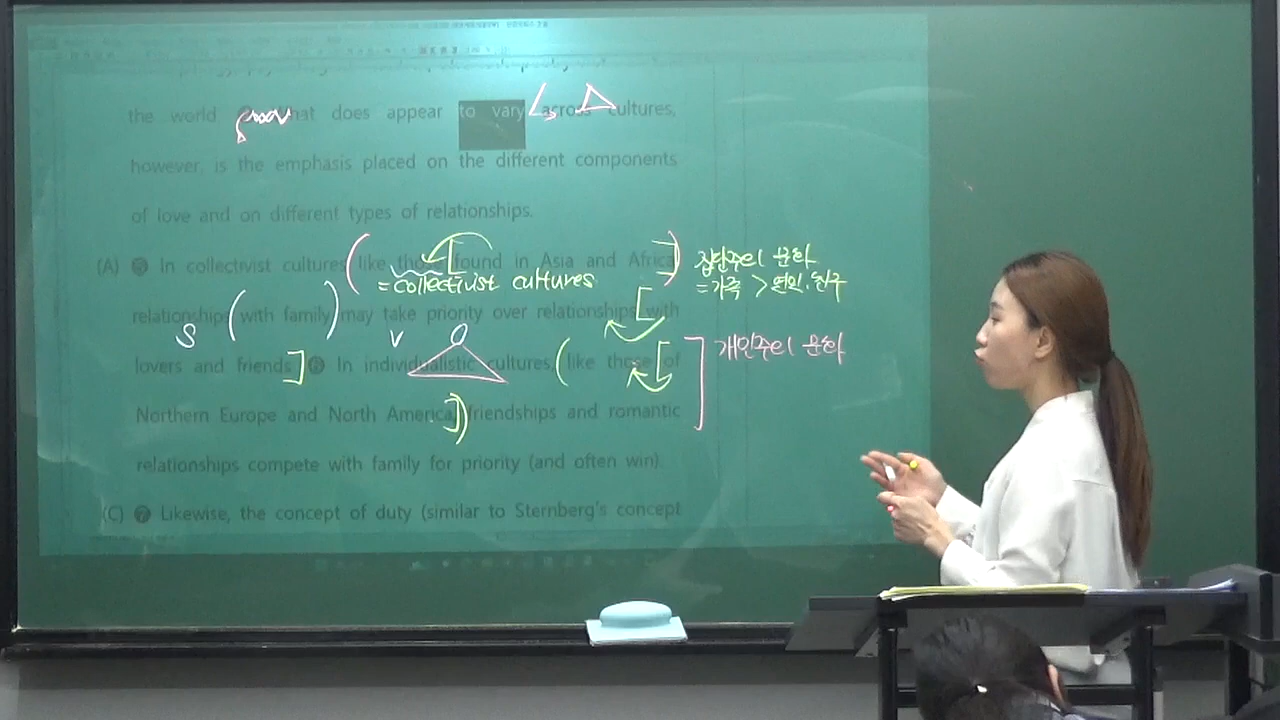 the world What does appear to vary across cultures,
however, is the emphasis placed on the different components
of love and on different types of relationships.
(A) ❺ In collectivist cultures like those found in Asia and Africa
= collectivist cultures
집단주의 문화
= 가족 > 연인.친구
relationships with family may take priority over relationships with
S V O
lovers and friends. ❻ In individualistic cultures, like those of
개인주의 문화
Northern Europe and North America, friendships and romantic
relationships compete with family for priority (and often win).
(C) ❼ Likewise, the concept of duty (similar to Sternberg's concept